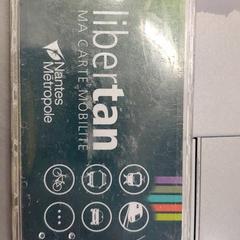 libertan
MA CARTE MOBILITÉ
Nantes
Métropole